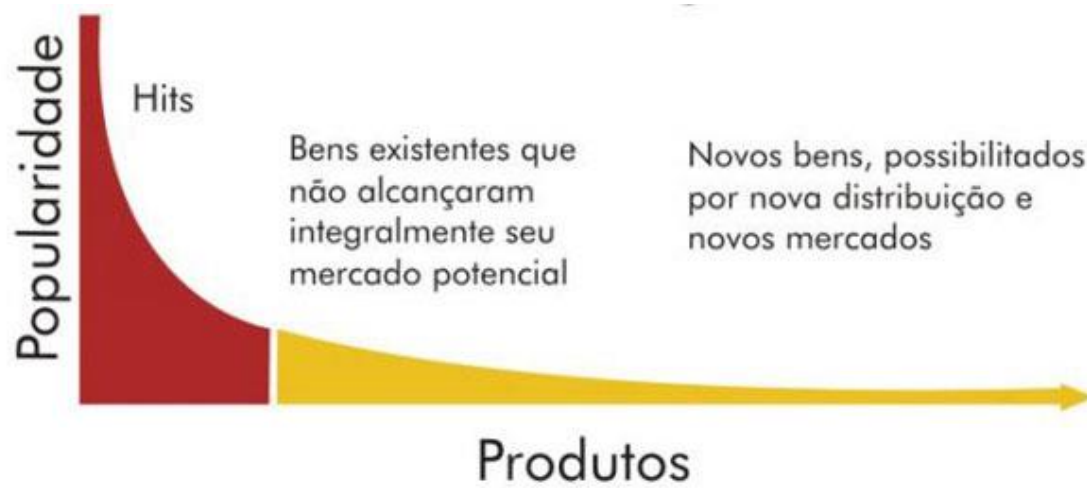 Popularidade
Hits
Bens existentes que
não alcançaram
integralmente seu
mercado potencial
Novos bens, possibilitados
por nova distribuição e
novos mercados
Produtos